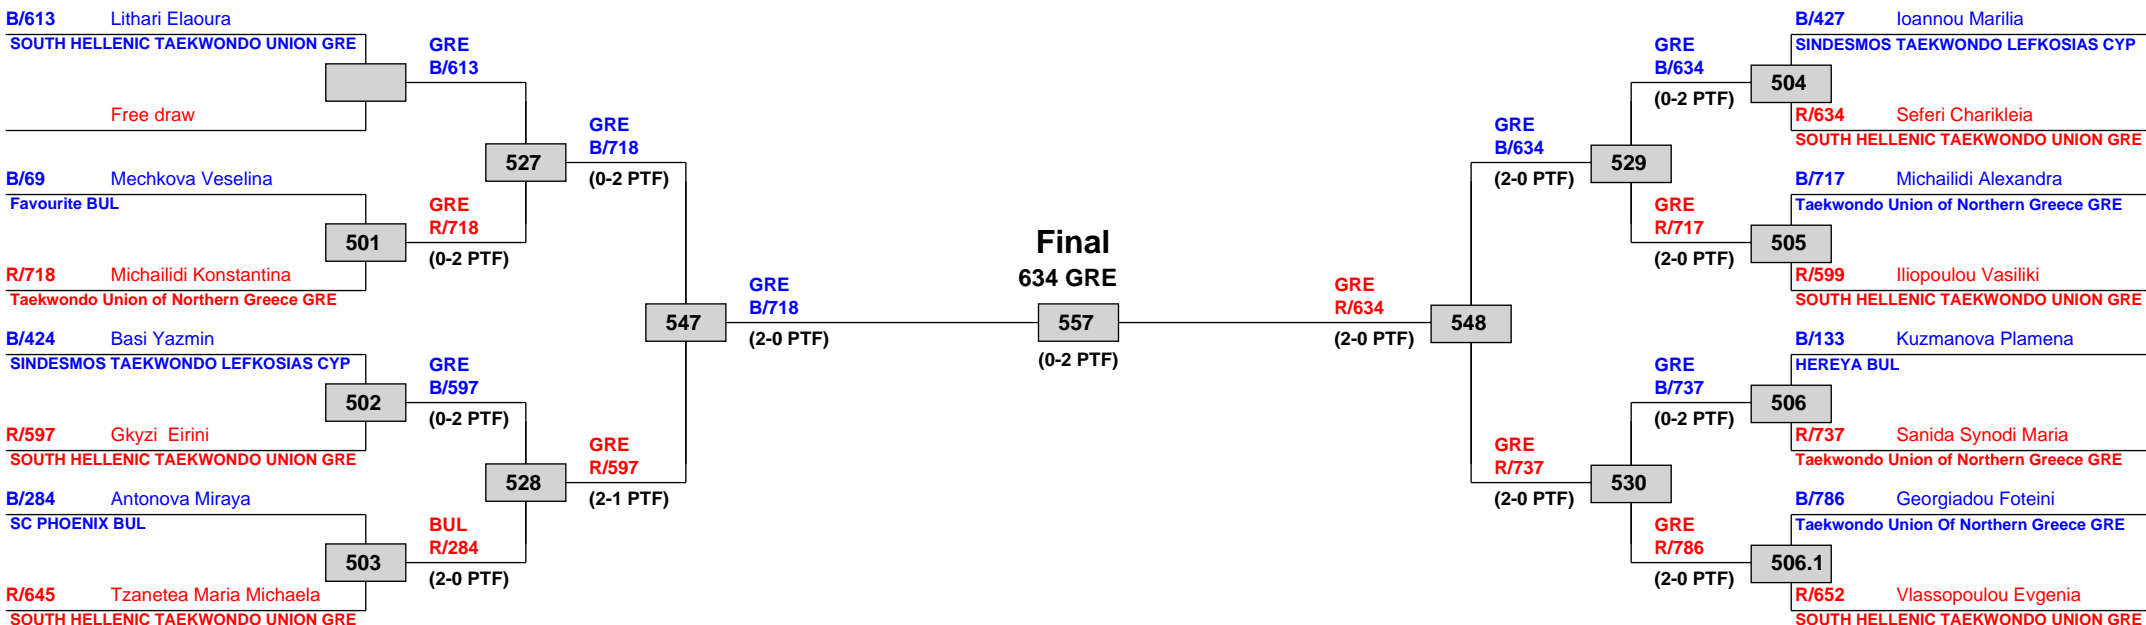 B/613 Lithari Elaoura
SOUTH HELLENIC TAEKWONDO UNION GRE
Free draw
B/69 Mechkova Veselina
Favourite BUL
501
R/718 Michailidi Konstantina
Taekwondo Union of Northern Greece GRE
B/424 Basi Yazmin
SINDESMOS TAEKWONDO LEFKOSIAS CYP
502
R/597 Gkyzi Eirini
SOUTH HELLENIC TAEKWONDO UNION GRE
B/284 Antonova Miraya
SC PHOENIX BUL
503
R/645 Tzanetea Maria Michaela
SOUTH HELLENIC TAEKWONDO UNION GRE
GRE
B/613
527
GRE
R/718
(0-2 PTF)
GRE
B/597
(0-2 PTF)
528
BUL
R/284
(2-0 PTF)
GRE
B/718
(0-2 PTF)
547
GRE
R/597
(2-1 PTF)
GRE
B/718
(2-0 PTF)
Final
634 GRE
557
(0-2 PTF)
GRE
R/634
(2-0 PTF)
548
GRE
B/634
(2-0 PTF)
529
GRE
R/737
(2-0 PTF)
530
GRE
B/634
(0-2 PTF)
GRE
R/717
(2-0 PTF)
GRE
B/737
(0-2 PTF)
GRE
R/786
(2-0 PTF)
B/427 Ioannou Marilia
SINDESMOS TAEKWONDO LEFKOSIAS CYP
504
R/634 Seferi Charikleia
SOUTH HELLENIC TAEKWONDO UNION GRE
B/717 Michailidi Alexandra
Taekwondo Union of Northern Greece GRE
505
R/599 Iliopoulou Vasiliki
SOUTH HELLENIC TAEKWONDO UNION GRE
B/133 Kuzmanova Plamena
HEREYA BUL
506
R/737 Sanida Synodi Maria
Taekwondo Union of Northern Greece GRE
B/786 Georgiadou Foteini
Taekwondo Union Of Northern Greece GRE
506.1
R/652 Vlassopoulou Evgenia
SOUTH HELLENIC TAEKWONDO UNION GRE